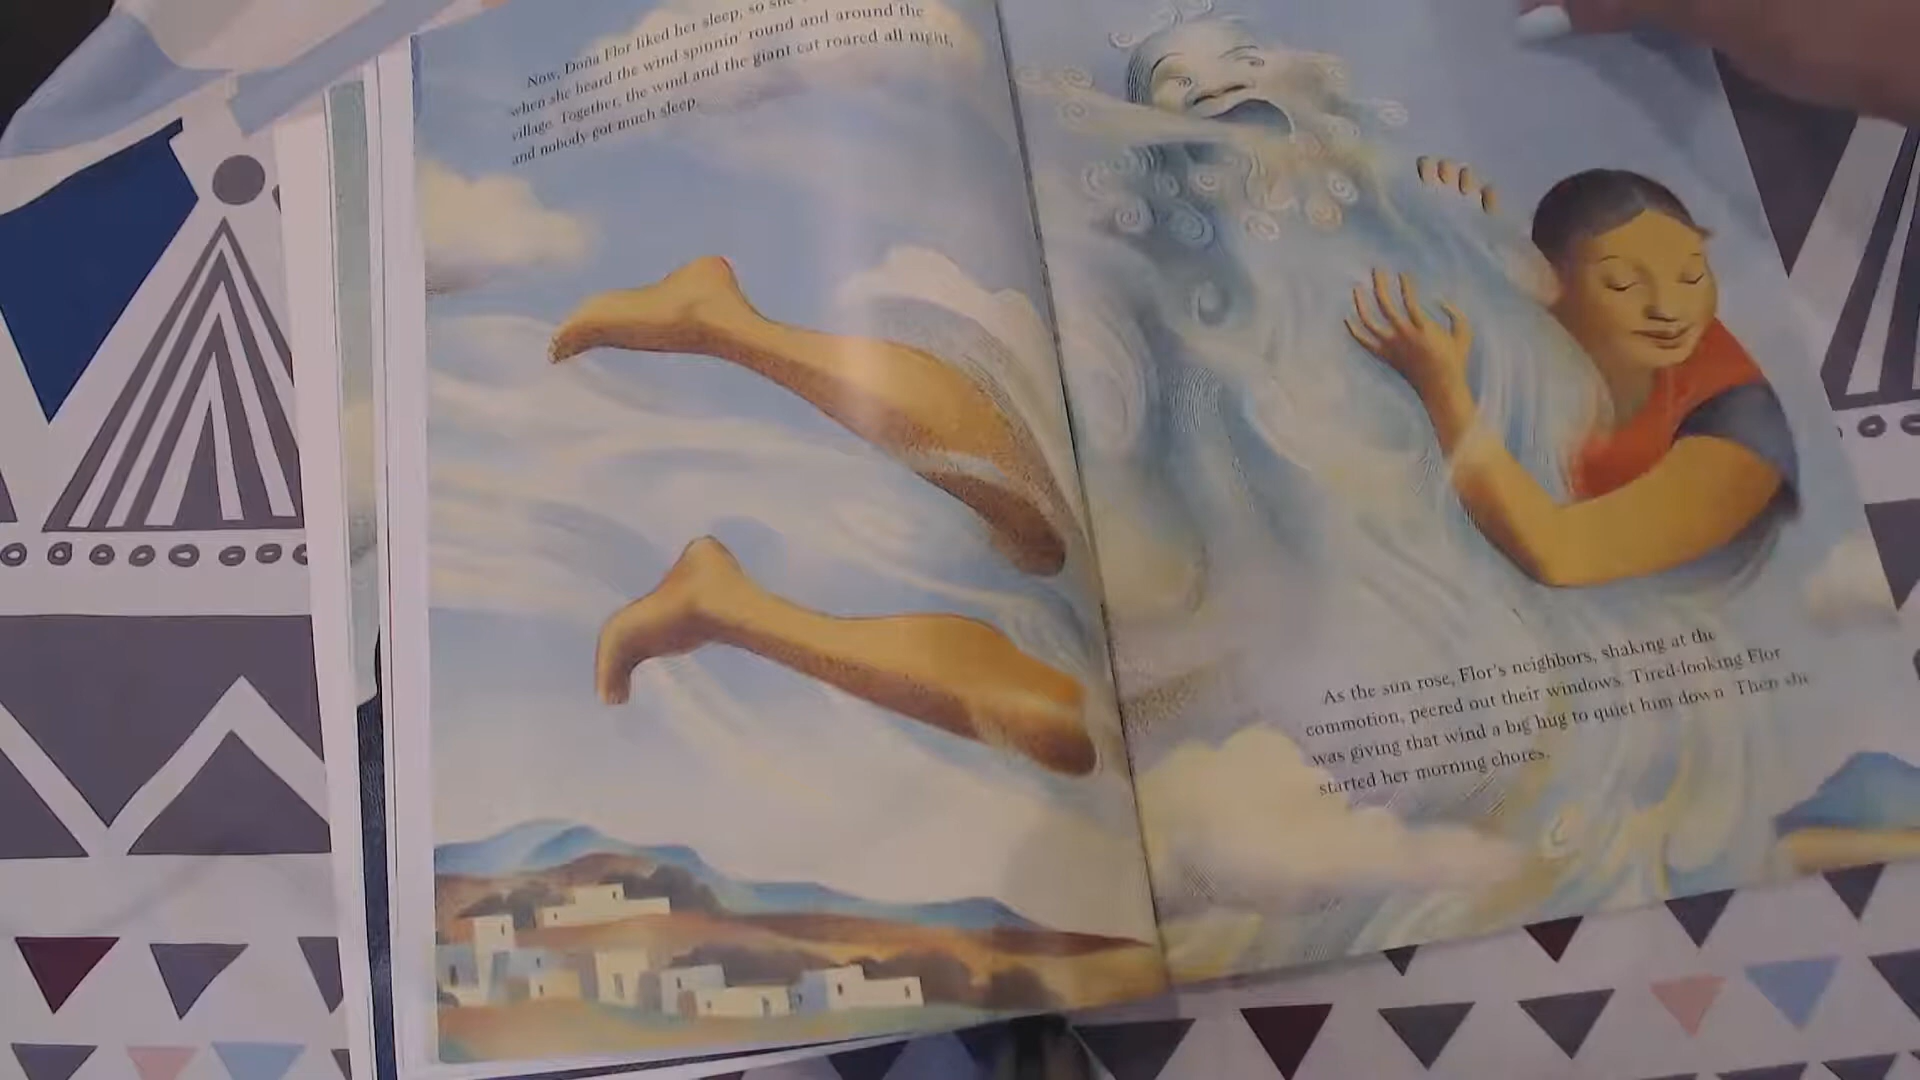 Now, Doña Flor liked her sleep, so she
when she heard the wind spinnin' round and around the
village. Together, the wind and the giant cat roared all night,
and nobody got much sleep.
As the sun rose, Flor's neighbors, shaking at the
commotion, peered out their windows. Tired-looking Flor
was giving that wind a big hug to quiet him down. Then she
started her morning chores.